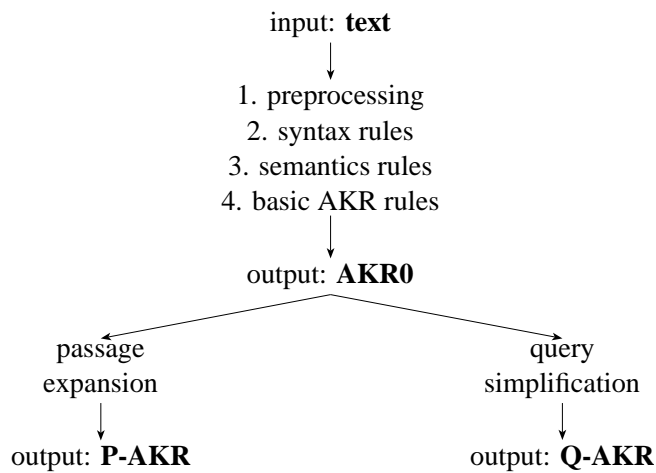 input: text
1. preprocessing
2. syntax rules
3. semantics rules
4. basic AKR rules
output: AKR0
passage
expansion
output: P-AKR
query
simplification
output: Q-AKR